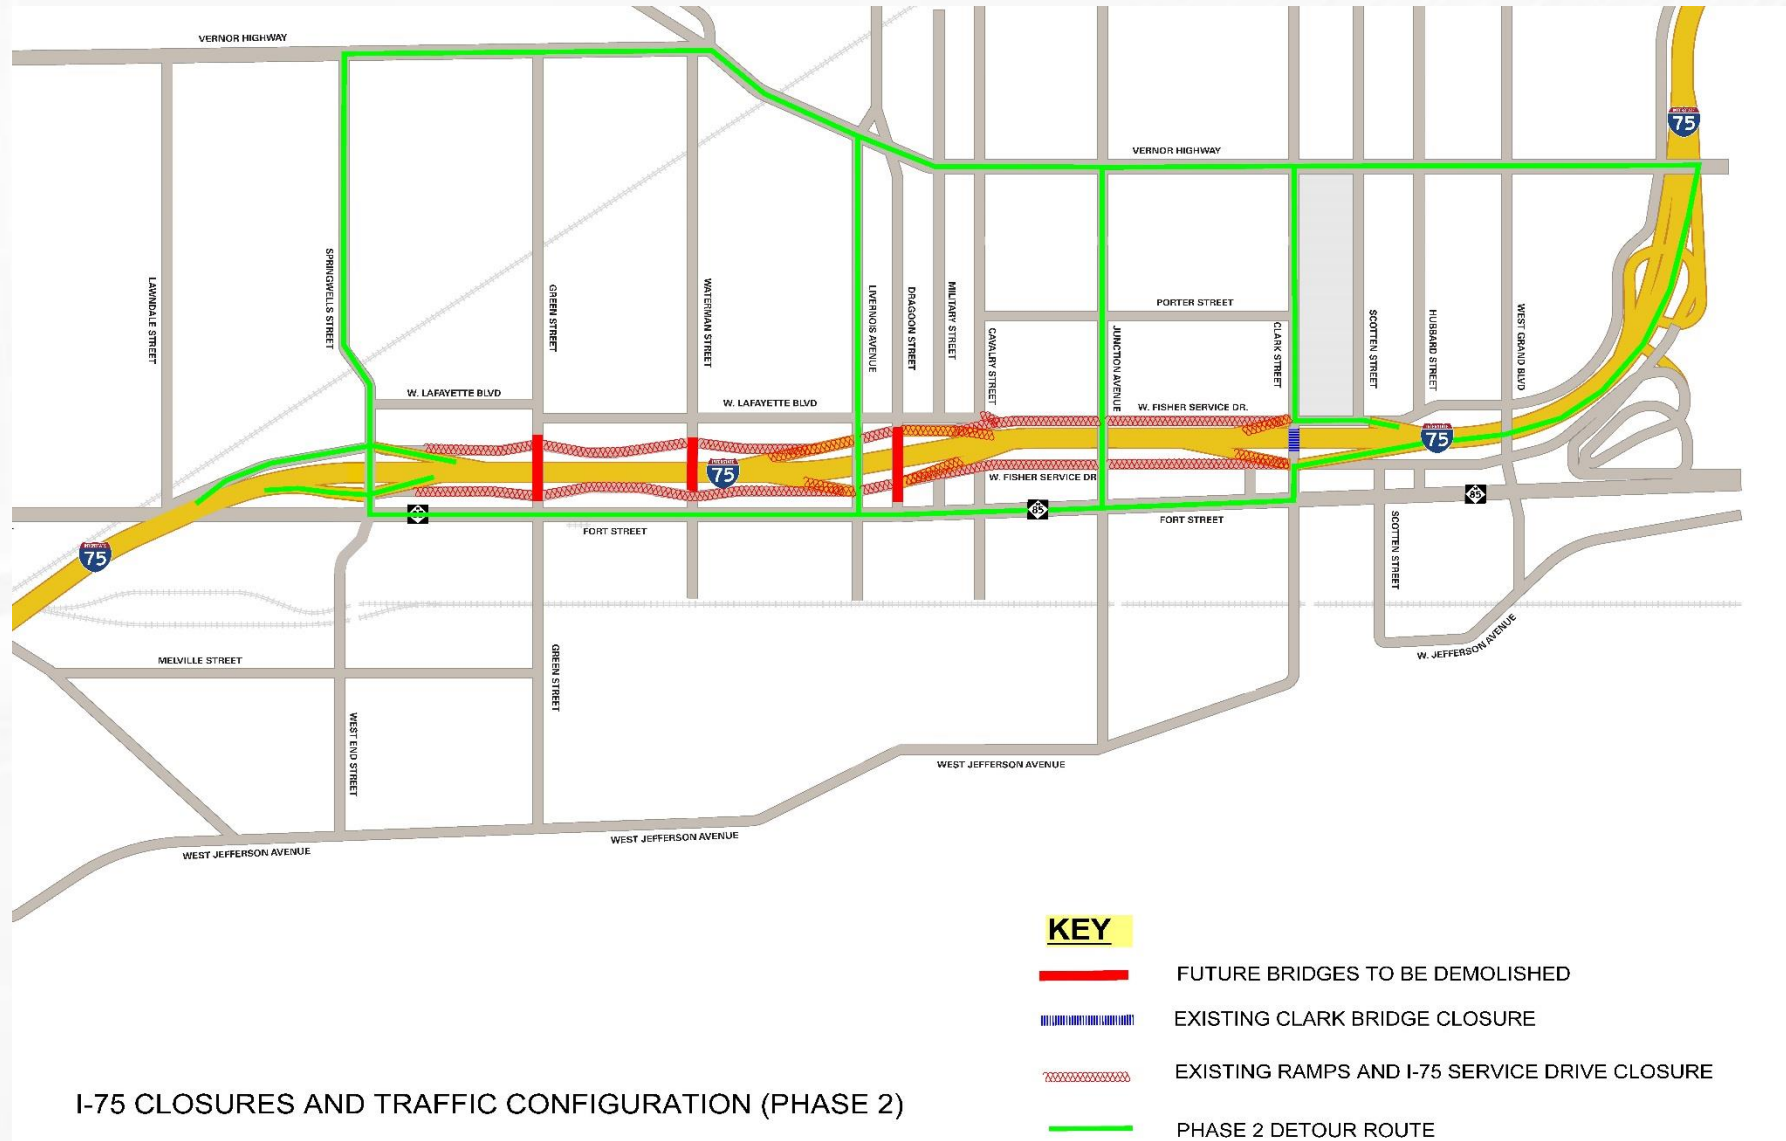 VERNOR HIGHWAY
75
VERNOR HIGHWAY
LAWNDALE STREET
SPRINGWELLS STREET
GREEN STREET
WATERMAN STREET
LIVERNOIS AVENUE
DRAGOON STREET
MILITARY STREET
CAVALRY STREET
PORTER STREET
JUNCTION AVENUE
CLARK STREET
SCOTTEN STREET
HUBBARD STREET
WEST GRAND BLVD
W. LAFAYETTE BLVD
W. LAFAYETTE BLVD
W. FISHER SERVICE DR.
75
75
W. FISHER SERVICE DR
85
85
FORT STREET
FORT STREET
75
SCOTTEN STREET
W. JEFFERSON AVENUE
MELVILLE STREET
GREEN STREET
WEST END STREET
WEST JEFFERSON AVENUE
WEST JEFFERSON AVENUE
WEST JEFFERSON AVENUE
KEY
FUTURE BRIDGES TO BE DEMOLISHED
EXISTING CLARK BRIDGE CLOSURE
EXISTING RAMPS AND I-75 SERVICE DRIVE CLOSURE
PHASE 2 DETOUR ROUTE
I-75 CLOSURES AND TRAFFIC CONFIGURATION (PHASE 2)